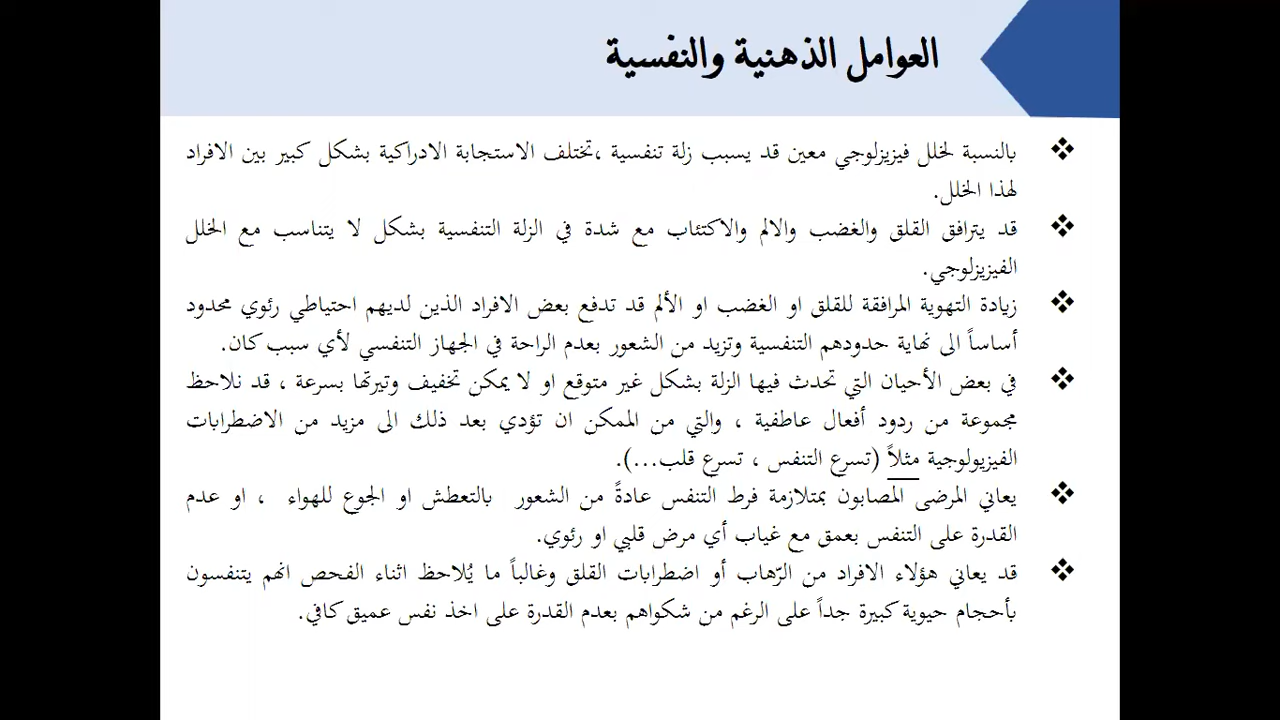 العوامل الذهنية والنفسية
بالنسبة لخلل فيزيزلوجي معين قد يسبب زلة تنفسية ،تختلف الاستجابة الادراكية بشكل كبير بين الافراد
لهذا الخلل.
قد يترافق القلق والغضب والالم والاكتئاب مع شدة في الزلة التنفسية بشكل لا يتناسب مع الخلل
الفيزيزلوجي.
زيادة التهوية المرافقة للقلق او الغضب او الألم قد تدفع بعض الافراد الذين لديهم احتياطي رئوي محدود
أساساً الى نهاية حدودهم التنفسية وتزيد من الشعور بعدم الراحة في الجهاز التنفسي لأي سبب كان.
في بعض الأحيان التي تحدث فيها الزلة بشكل غير متوقع او لا يمكن تخفيف وتيرتها بسرعة ، قد نلاحظ
مجموعة من ردود أفعال عاطفية ، والتي من الممكن ان تؤدي بعد ذلك الى مزيد من الاضطرابات
الفيزيولوجية مثلاً (تسرع التنفس ، تسرع قلب...).
يعاني المرضى المصابون بمتلازمة فرط التنفس عادةً من الشعور بالتعطش او الجوع للهواء ، او عدم
القدرة على التنفس بعمق مع غياب أي مرض قلبي او رئوي.
قد يعاني هؤلاء الافراد من الرّهاب أو اضطرابات القلق وغالباً ما يُلاحظ اثناء الفحص انهم يتنفسون
بأحجام حيوية كبيرة جداً على الرغم من شكواهم بعدم القدرة على اخذ نفس عميق كافي.